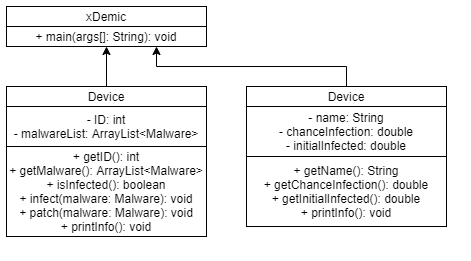 xDemic
+ main(args[]: String): void
Device
- ID: int
- malwareList: ArrayList<Malware>
+ getID(): int
+ getMalware(): ArrayList<Malware>
+ isInfected(): boolean
+ infect(malware: Malware): void
+ patch(malware: Malware): void
+ printInfo(): void
Device
- name: String
- chanceInfection: double
- initialInfected: double
+ getName(): String
+ getChanceInfection(): double
+ getInitialInfected(): double
+ printInfo(): void